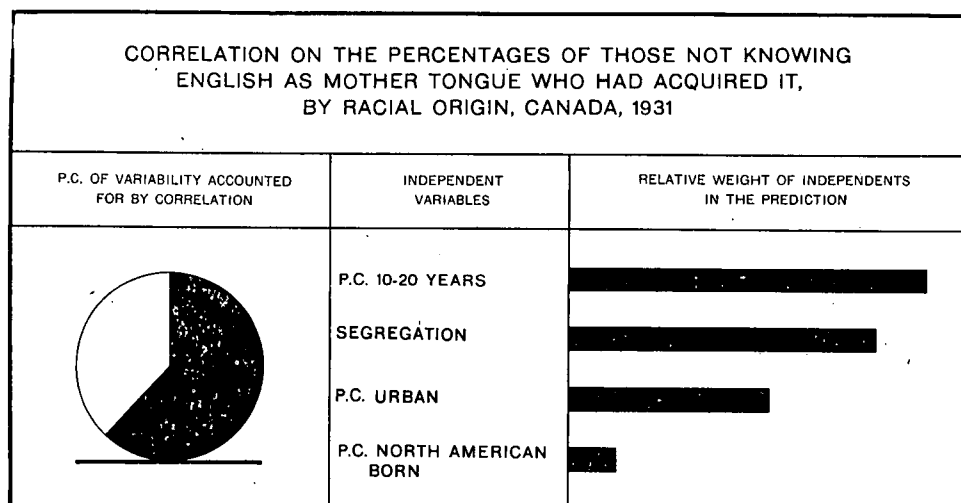 CORRELATION ON THE PERCENTAGES OF THOSE NOT KNOWING
ENGLISH AS MOTHER TONGUE WHO HAD ACQUIRED IT,
BY RACIAL ORIGIN, CANADA, 1931
P.C. OF VARIABILITY ACCOUNTED
FOR BY CORRELATION
INDEPENDENT
VARIABLES
RELATIVE WEIGHT OF INDEPENDENTS
IN THE PREDICTION
P.C. 10-20 YEARS
SEGREGATION
P.C. URBAN
P.C. NORTH AMERICAN
BORN